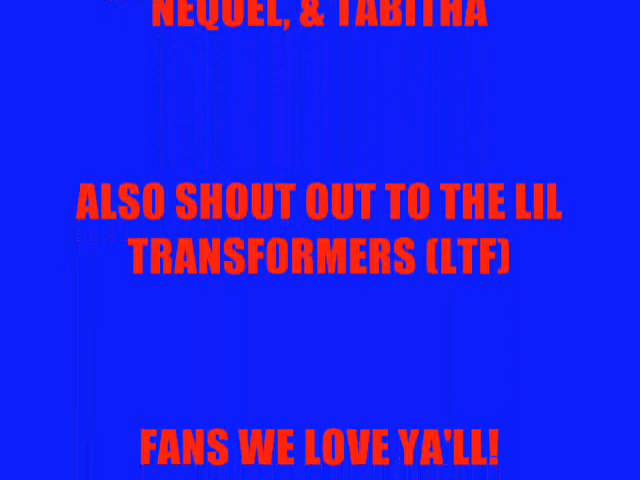 NEQUEL, & TABITHA
ALSO SHOUT OUT TO THE LIL
TRANSFORMERS (LTF)
FANS WE LOVE YA'LL!